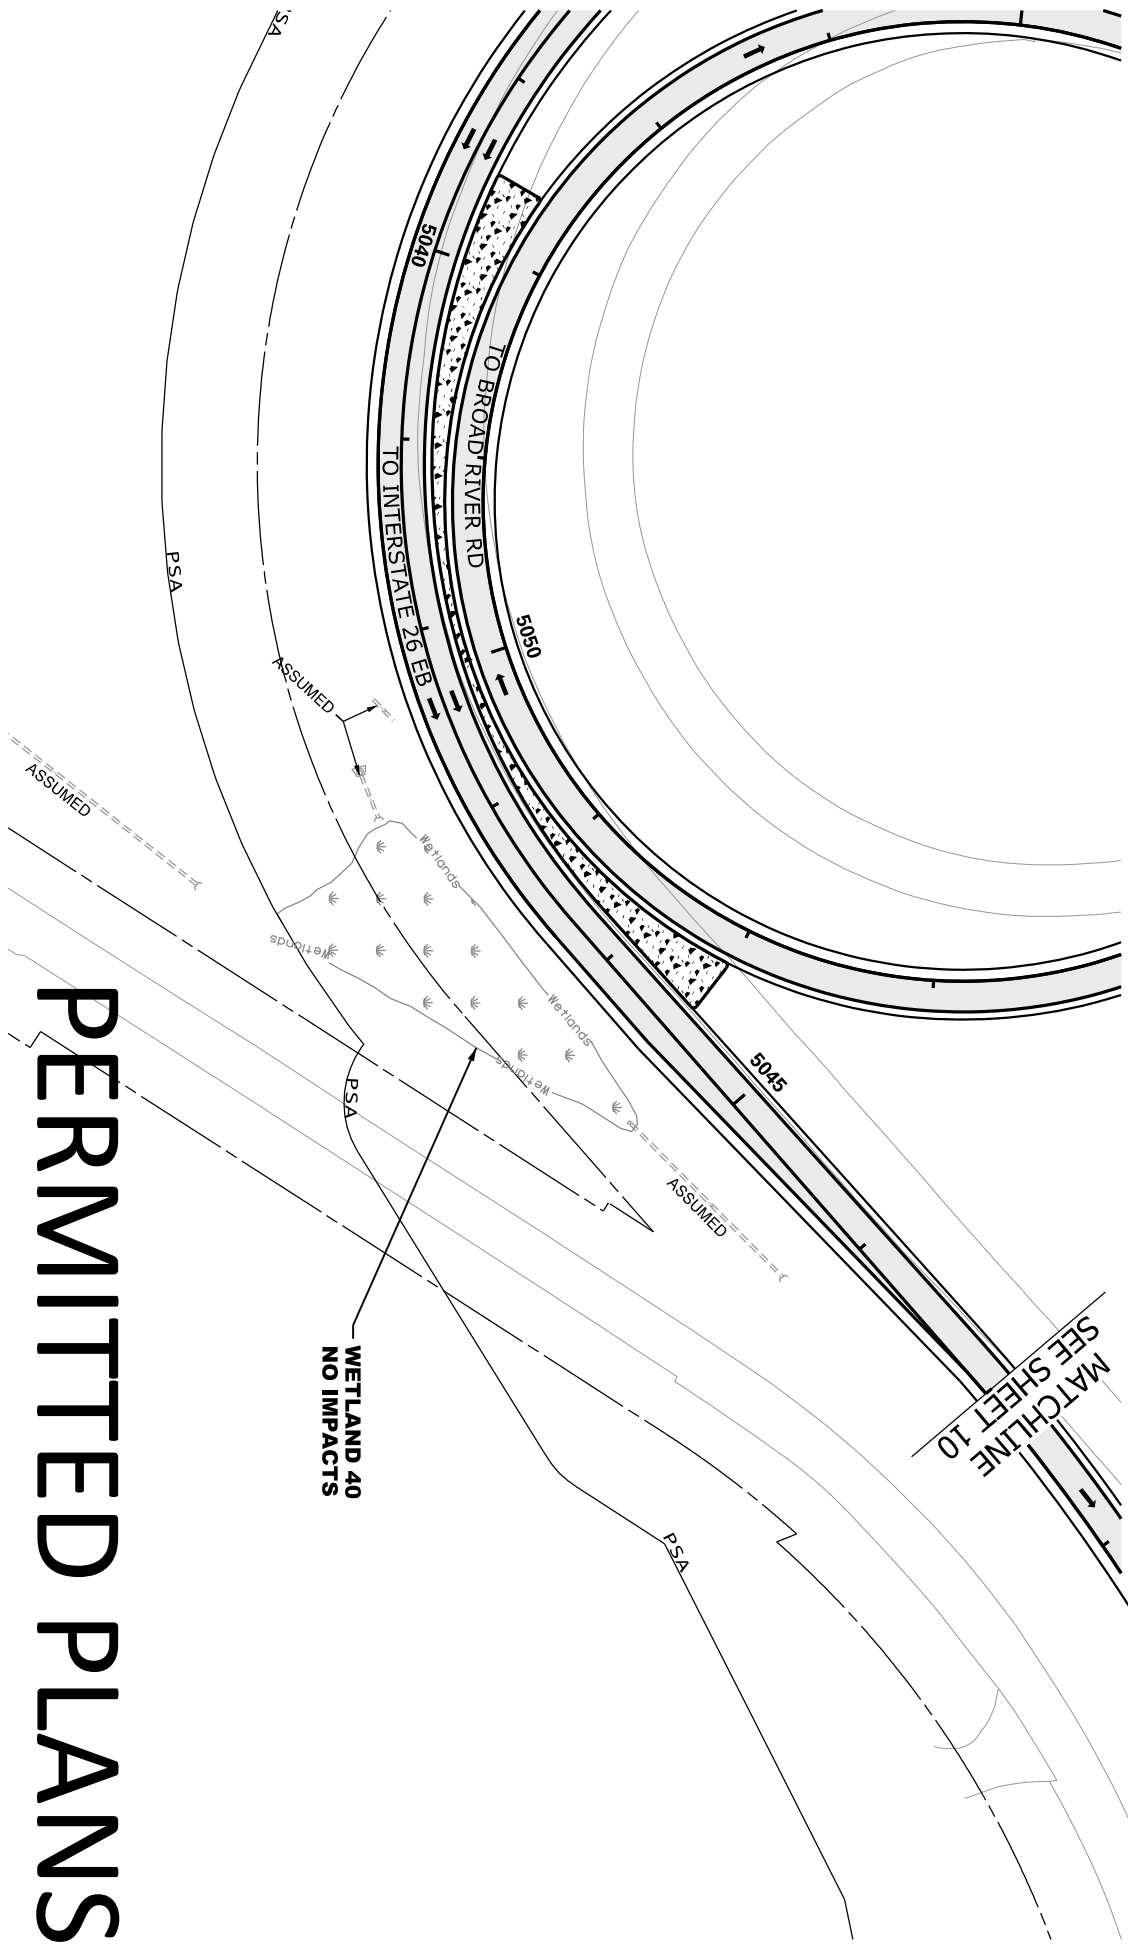 PSA
5040
TO BROAD RIVER RD
TO INTERSTATE 26 EB
PSA
5050
ASSUMED
ASSUMED
Wetlands
Wetlands
Wetlands
Wetlands
PSA
5045
ASSUMED
WETLAND 40
NO IMPACTS
MATCHLINE
SEE SHEET 10
PSA
PERMITTED PLANS